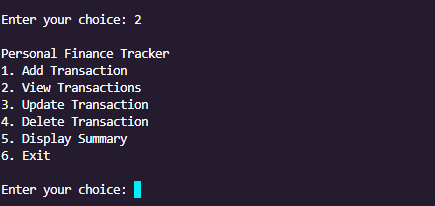 Enter your choice: 2
Personal Finance Tracker
1. Add Transaction
2. View Transactions
3. Update Transaction
4. Delete Transaction
5. Display Summary
6. Exit
Enter your choice: